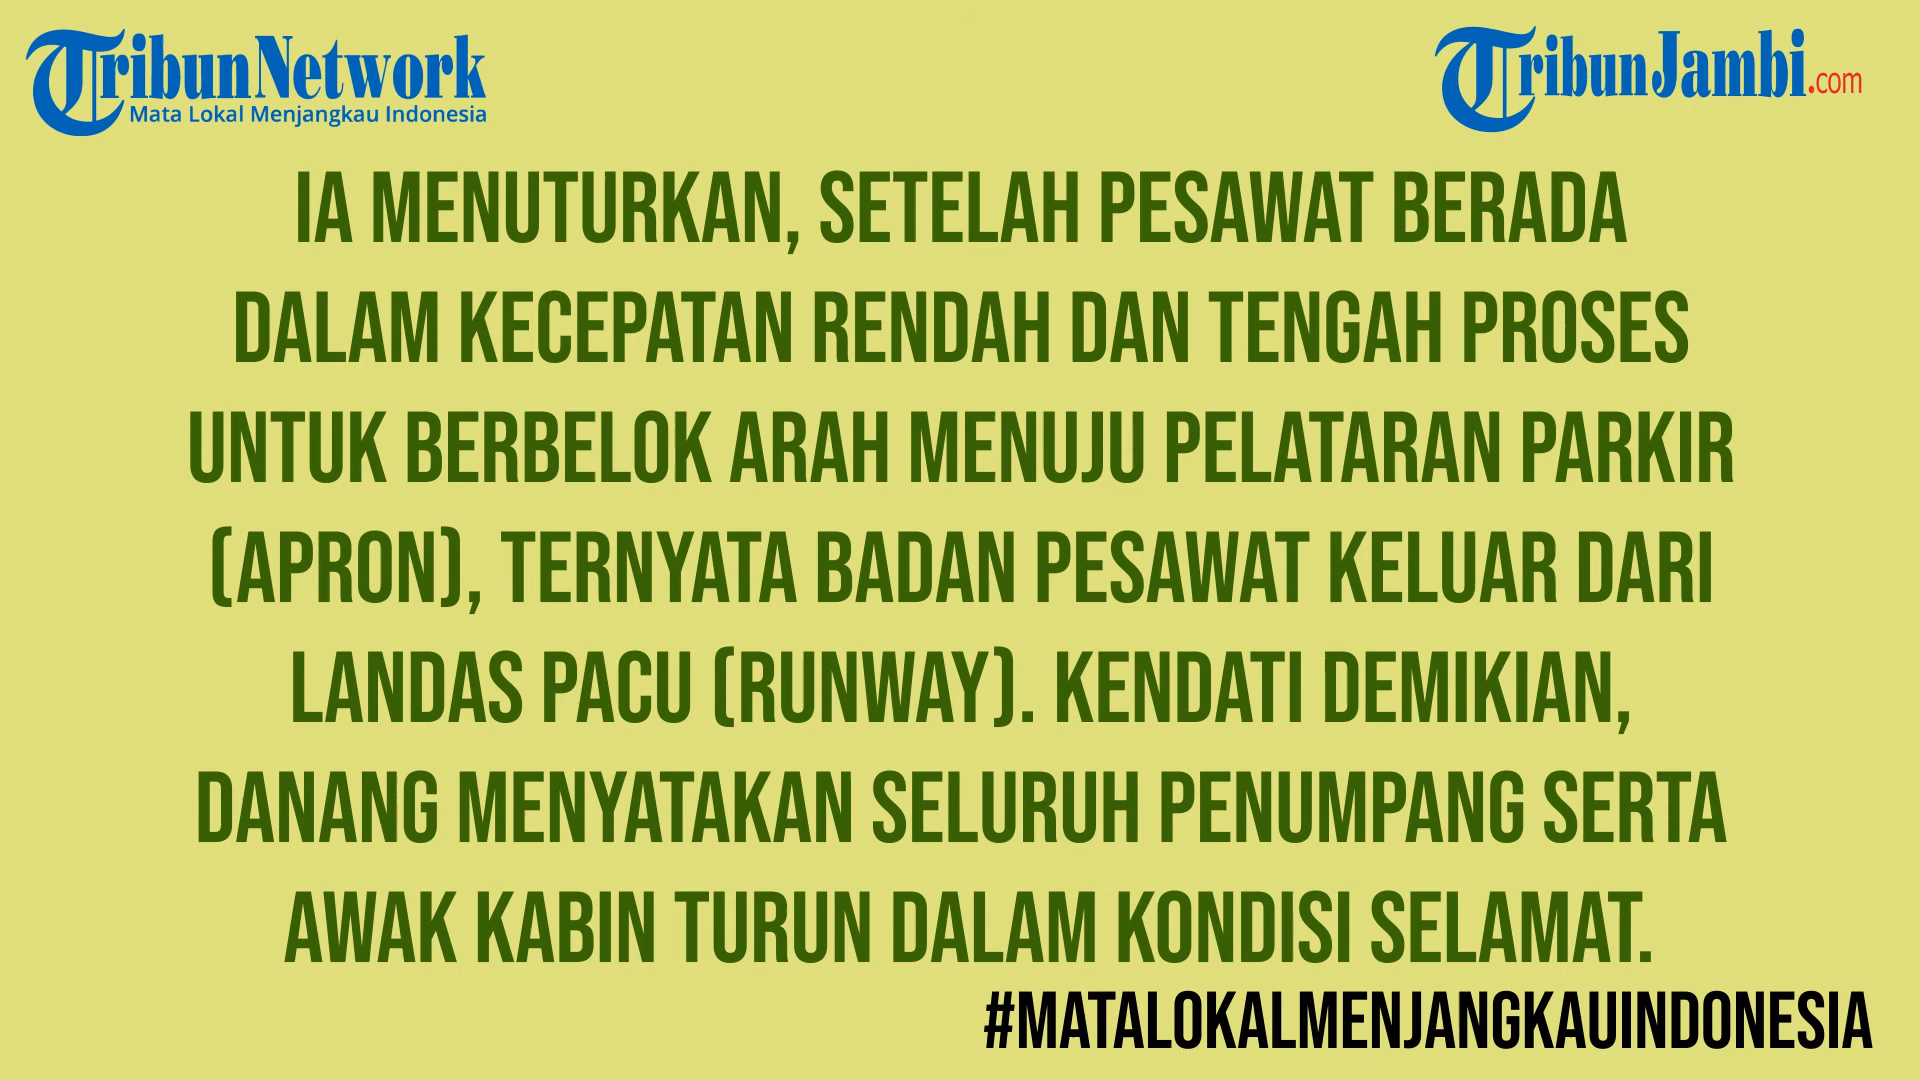 TribunNetwork
Mata Lokal Menjangkau Indonesia
TribunJambi.com
IA MENUTURKAN, SETELAH PESAWAT BERADA
DALAM KECEPATAN RENDAH DAN TENGAH PROSES
UNTUK BERBELOK ARAH MENUJU PELATARAN PARKIR
(APRON), TERNYATA BADAN PESAWAT KELUAR DARI
LANDAS PACU (RUNWAY). KENDATI DEMIKIAN,
DANANG MENYATAKAN SELURUH PENUMPANG SERTA
AWAK KABIN TURUN DALAM KONDISI SELAMAT.
#MATALOKALMENJANGKAUINDONESIA